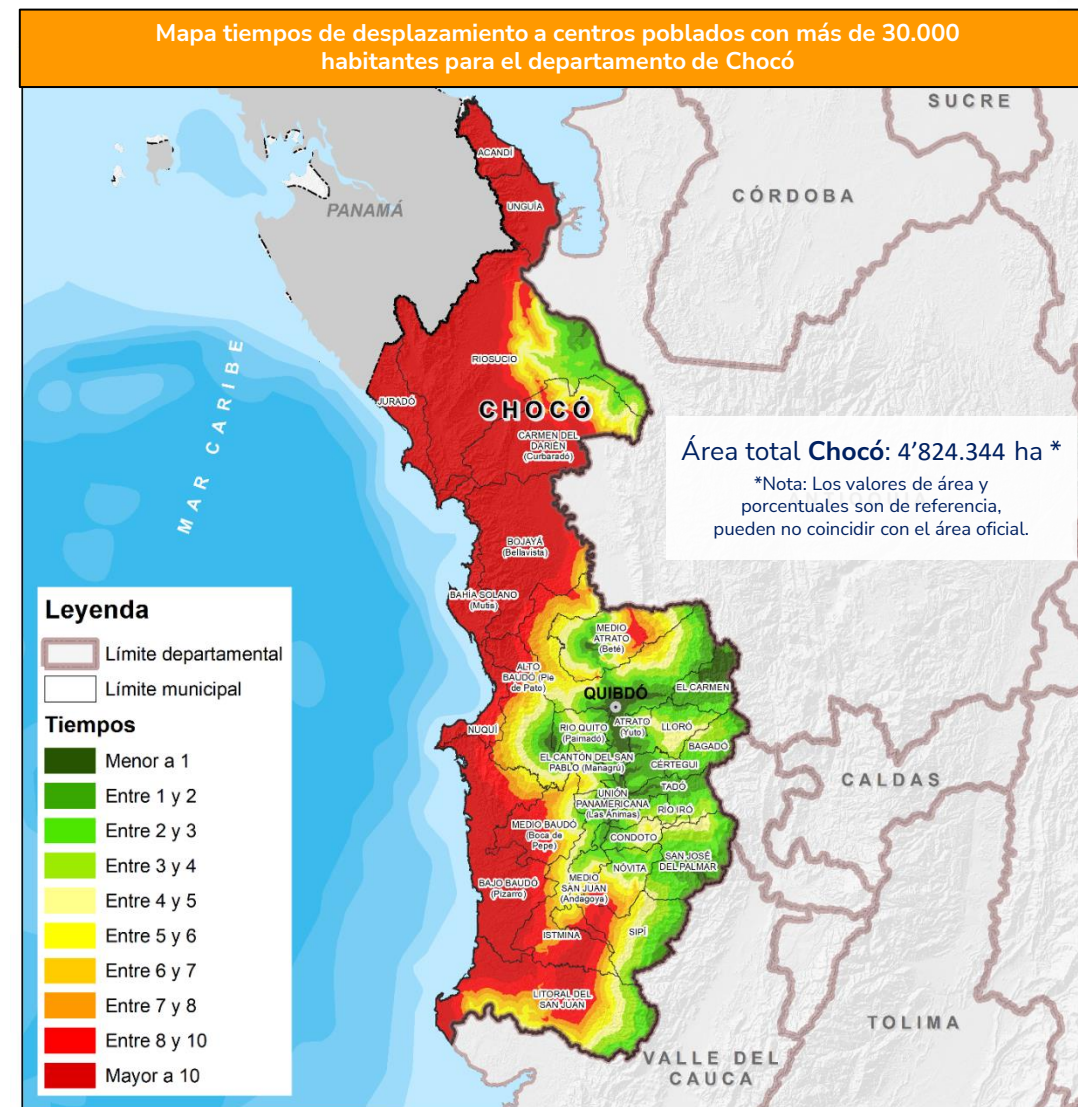 Mapa tiempos de desplazamiento a centros poblados con más de 30.000
habitantes para el departamento de Chocó
SUCRE
CÓRDOBA
PANAMÁ
ACANDÍ
UNGUÍA
MAR CARIBE
RIOSUCIO
JURADÓ
CHOCÓ
CARMEN DEL
DARIÉN
(Curbaradó)
Área total Chocó: 4’824.344 ha *
*Nota: Los valores de área y
porcentuales son de referencia,
pueden no coincidir con el área oficial.
BOJAYÁ
(Bellavista)
BAHÍA SOLANO
(Mutis)
MEDIO
ATRATO
(Beté)
ALTO
BAUDÓ (Pie
de Pato)
QUIBDÓ
EL CARMEN
NUQUÍ
RIO QUITO
(Paimadó)
ATRATO
(Yuto)
LLORÓ
BAGADÓ
EL CANTÓN DEL SAN
PABLO (Managrú)
CÉRTEGUI
TADÓ
UNIÓN
PANAMERICANA
(Las Ánimas)
RÍO IRÓ
MEDIO BAUDÓ
(Boca de
Pepé)
CONDOTO
SAN JOSÉ
DEL PALMAR
NÓVITA
BAJO BAUDÓ
(Pizarro)
MEDIO
SAN JUAN
(Andagoya)
ISTMINA
SIPÍ
LITORAL DEL
SAN JUAN
CALDAS
TOLIMA
VALLE DEL
CAUCA
Leyenda
Límite departamental
Límite municipal
Tiempos
Menor a 1
Entre 1 y 2
Entre 2 y 3
Entre 3 y 4
Entre 4 y 5
Entre 5 y 6
Entre 6 y 7
Entre 7 y 8
Entre 8 y 10
Mayor a 10